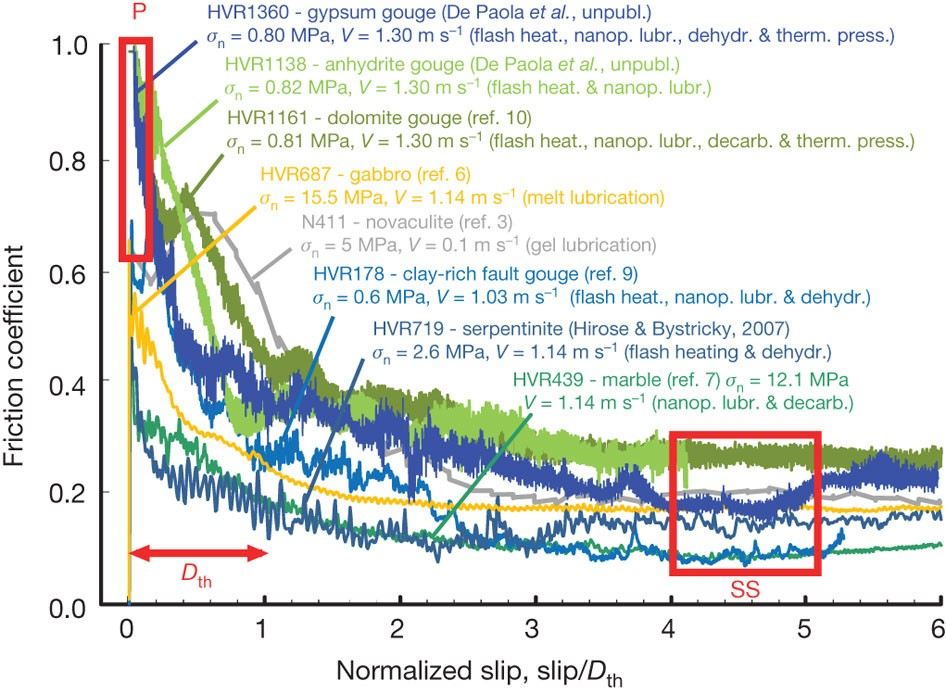 P
HVR1360 - gypsum gouge (De Paola et al., unpubl.)
σn = 0.80 MPa, V = 1.30 m s–1 (flash heat., nanop. lubr., dehydr. & therm. press.)
HVR1138 - anhydrite gouge (De Paola et al., unpubl.)
σn = 0.82 MPa, V = 1.30 m s–1 (flash heat. & nanop. lubr.)
HVR1161 - dolomite gouge (ref. 10)
σn = 0.81 MPa, V = 1.30 m s–1 (flash heat., nanop. lubr., decarb. & therm. press.)
HVR687 - gabbro (ref. 6)
σn = 15.5 MPa, V = 1.14 m s–1 (melt lubrication)
N411 - novaculite (ref. 3)
σn = 5 MPa, V = 0.1 m s–1 (gel lubrication)
HVR178 - clay-rich fault gouge (ref. 9)
σn = 0.6 MPa, V = 1.03 m s–1 (flash heat., nanop. lubr. & dehydr.)
HVR719 - serpentinite (Hirose & Bystricky, 2007)
σn = 2.6 MPa, V = 1.14 m s–1 (flash heating & dehydr.)
HVR439 - marble (ref. 7) σn = 12.1 MPa
V = 1.14 m s–1 (nanop. lubr. & decarb.)
Friction coefficient
1.0
0.8
0.6
0.4
0.2
0.0
Dth
SS
0 1 2 3 4 5 6
Normalized slip, slip/Dth